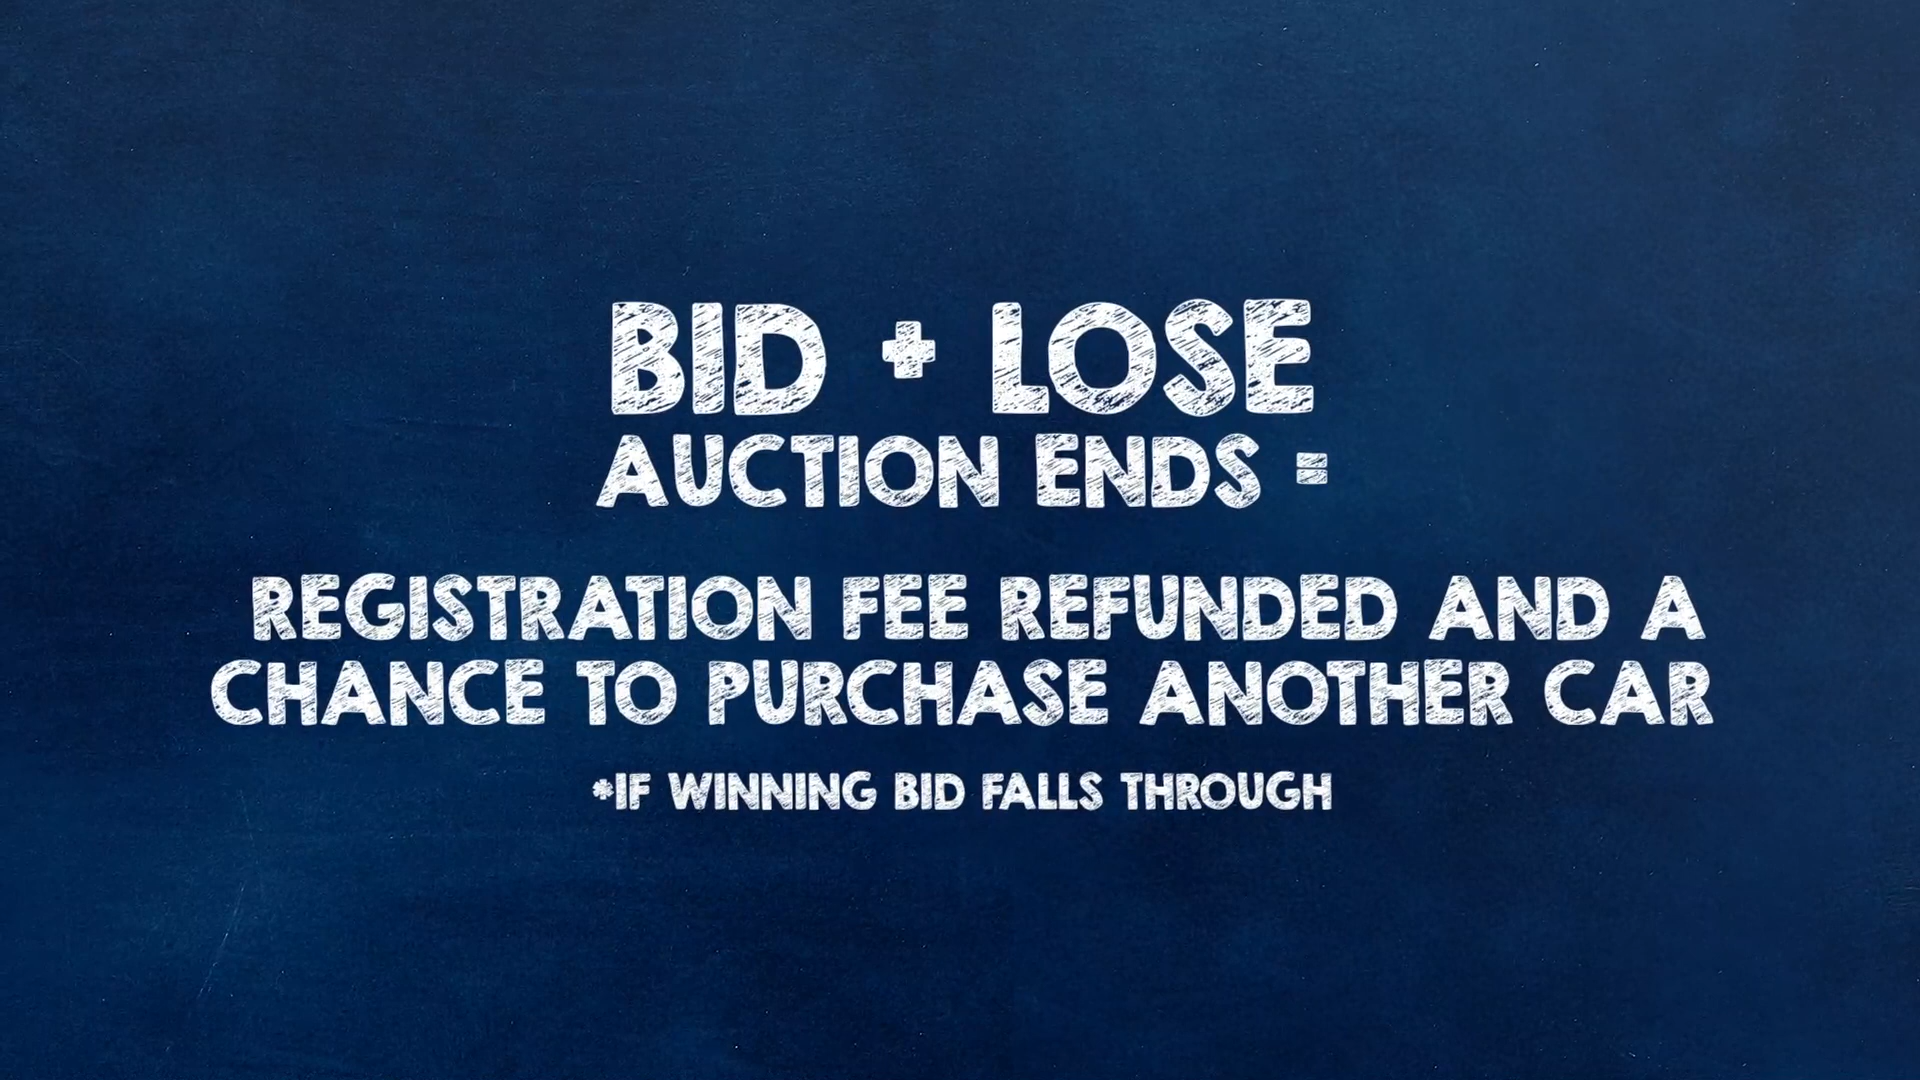 BID + LOSE
AUCTION ENDS =
REGISTRATION FEE REFUNDED AND A
CHANCE TO PURCHASE ANOTHER CAR
*IF WINNING BID FALLS THROUGH